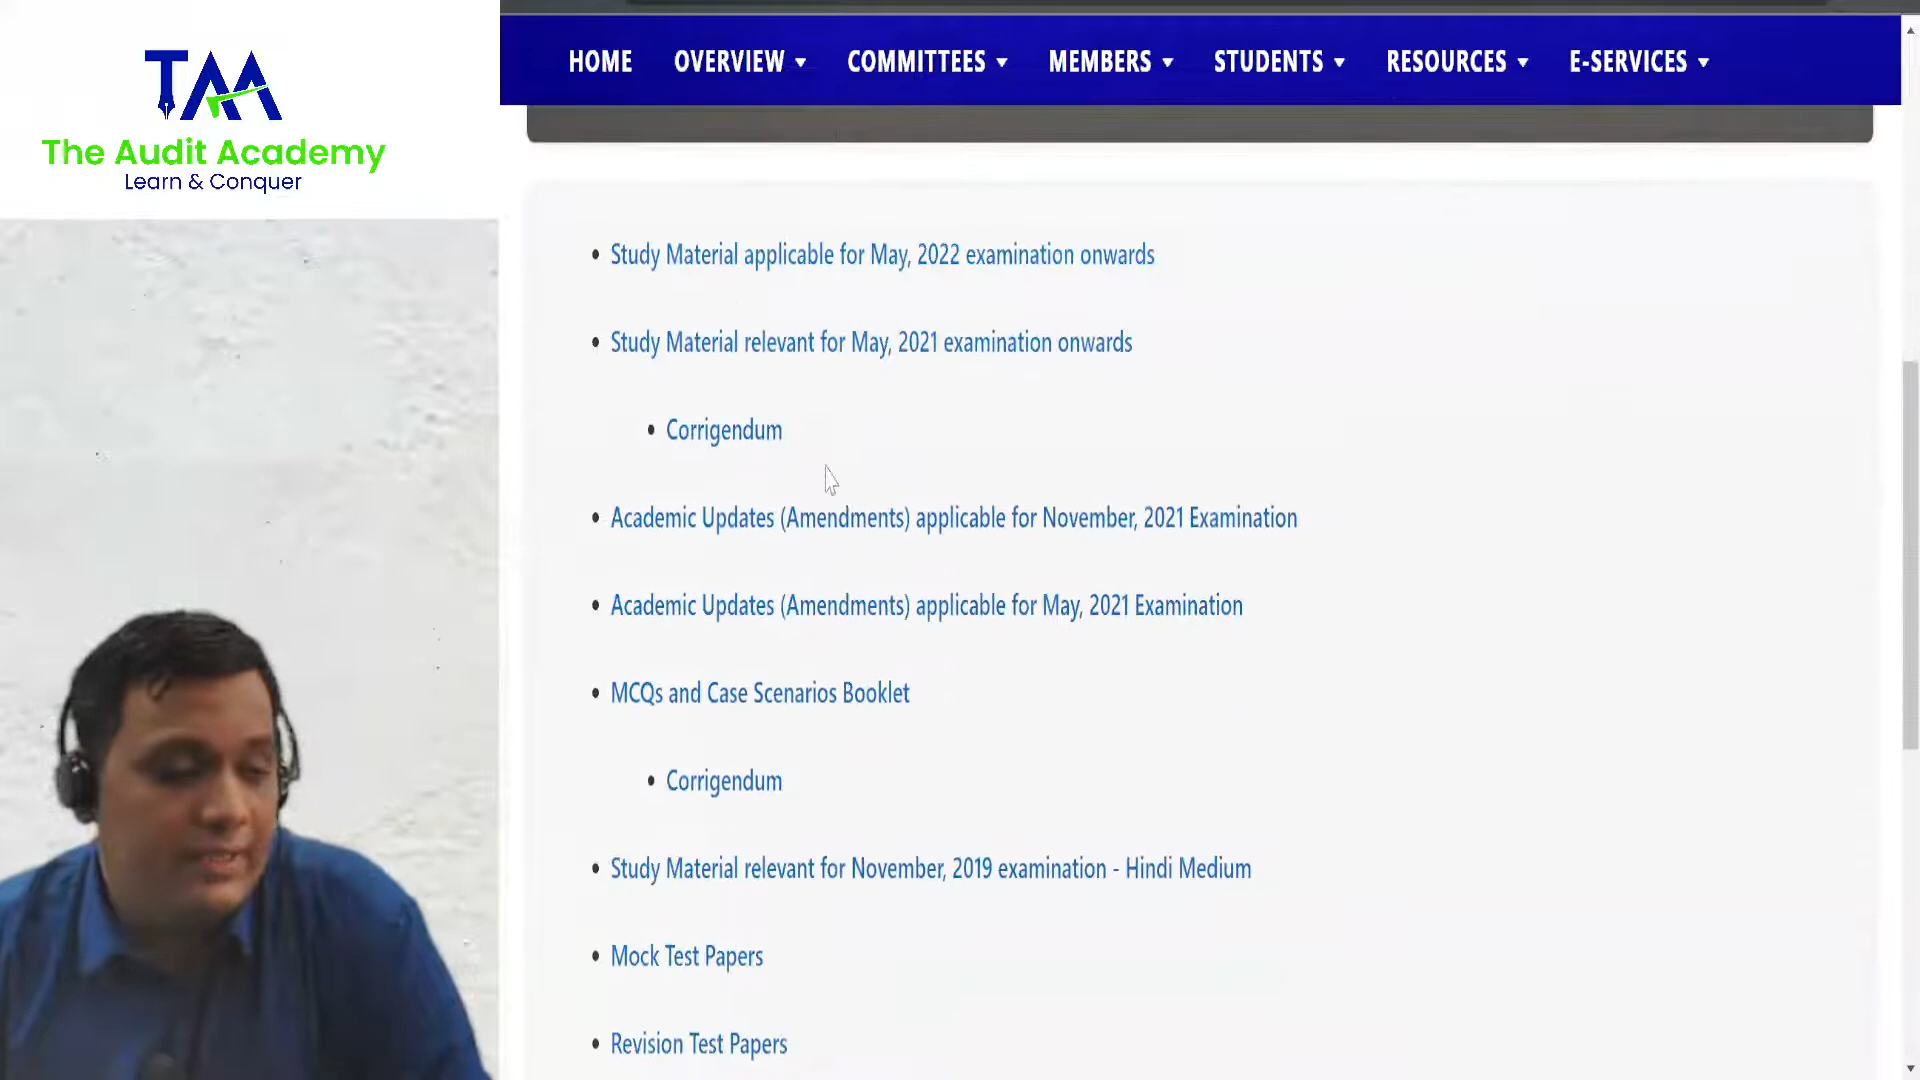 TAA
The Audit Academy
Learn & Conquer
HOME OVERVIEW COMMITTEES MEMBERS STUDENTS RESOURCES E-SERVICES
Study Material applicable for May, 2022 examination onwards
Study Material relevant for May, 2021 examination onwards
Corrigendum
Academic Updates (Amendments) applicable for November, 2021 Examination
Academic Updates (Amendments) applicable for May, 2021 Examination
MCQs and Case Scenarios Booklet
Corrigendum
Study Material relevant for November, 2019 examination - Hindi Medium
Mock Test Papers
Revision Test Papers